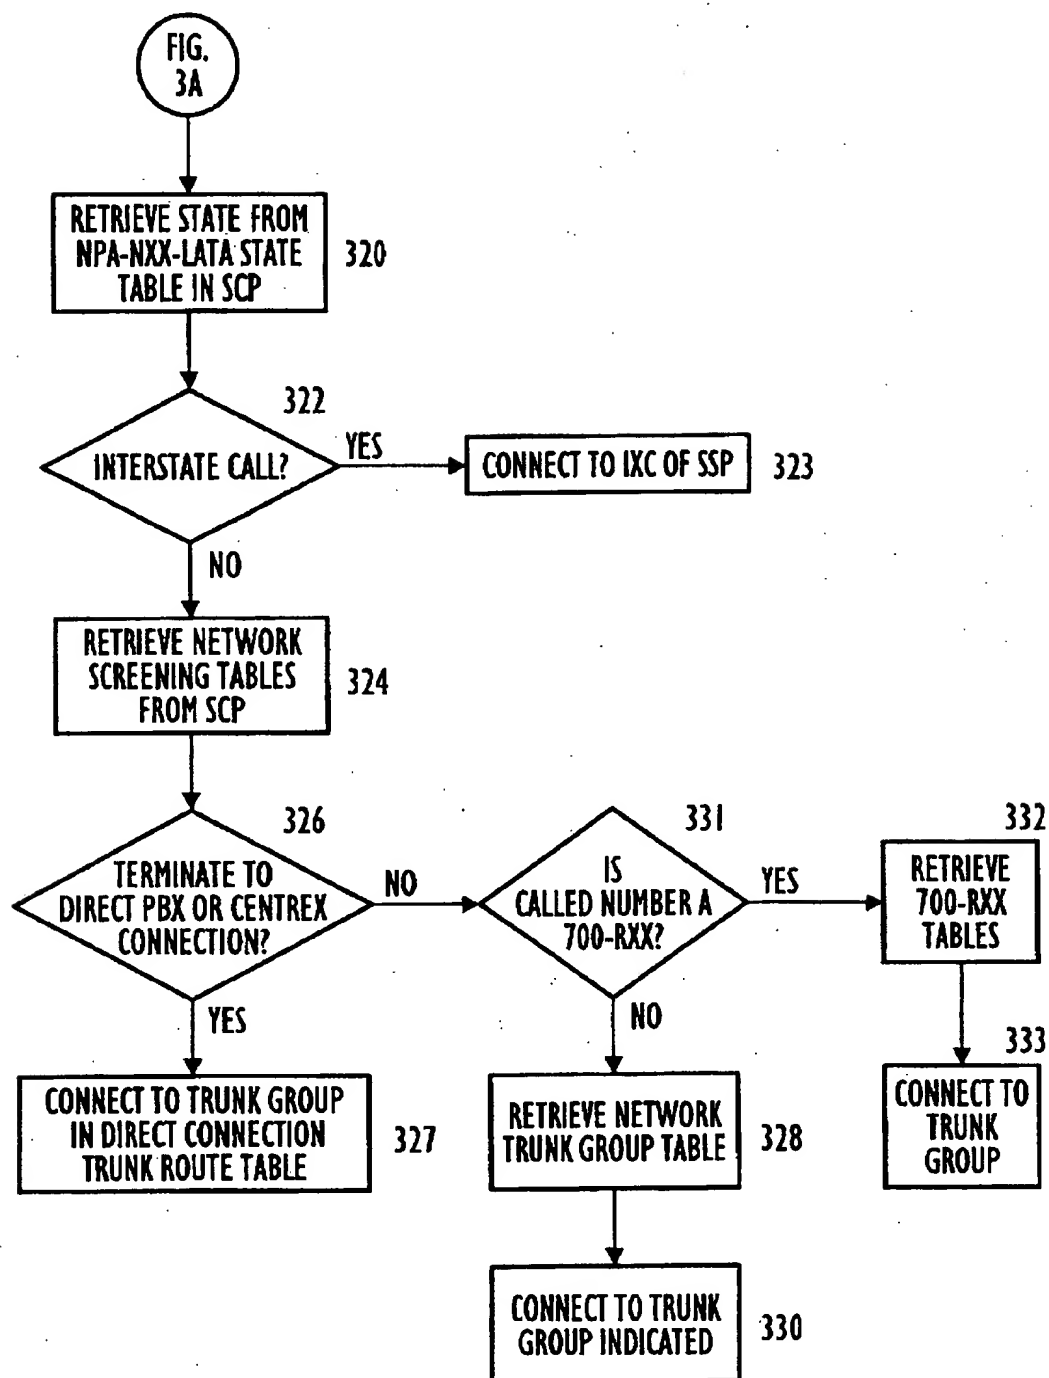 FIG.
3A
RETRIEVE STATE FROM
NPA-NXX-LATA STATE
TABLE IN SCP
320
322
INTERSTATE CALL?
YES
CONNECT TO IXC OF SSP
323
NO
RETRIEVE NETWORK
SCREENING TABLES
FROM SCP
324
326
TERMINATE TO
DIRECT PBX OR CENTREX
CONNECTION?
NO
331
IS
CALLED NUMBER A
700-RXX?
YES
332
RETRIEVE
700-RXX
TABLES
YES
CONNECT TO TRUNK GROUP
IN DIRECT CONNECTION
TRUNK ROUTE TABLE
327
NO
RETRIEVE NETWORK
TRUNK GROUP TABLE
328
333
CONNECT TO
TRUNK
GROUP
CONNECT TO TRUNK
GROUP INDICATED
330